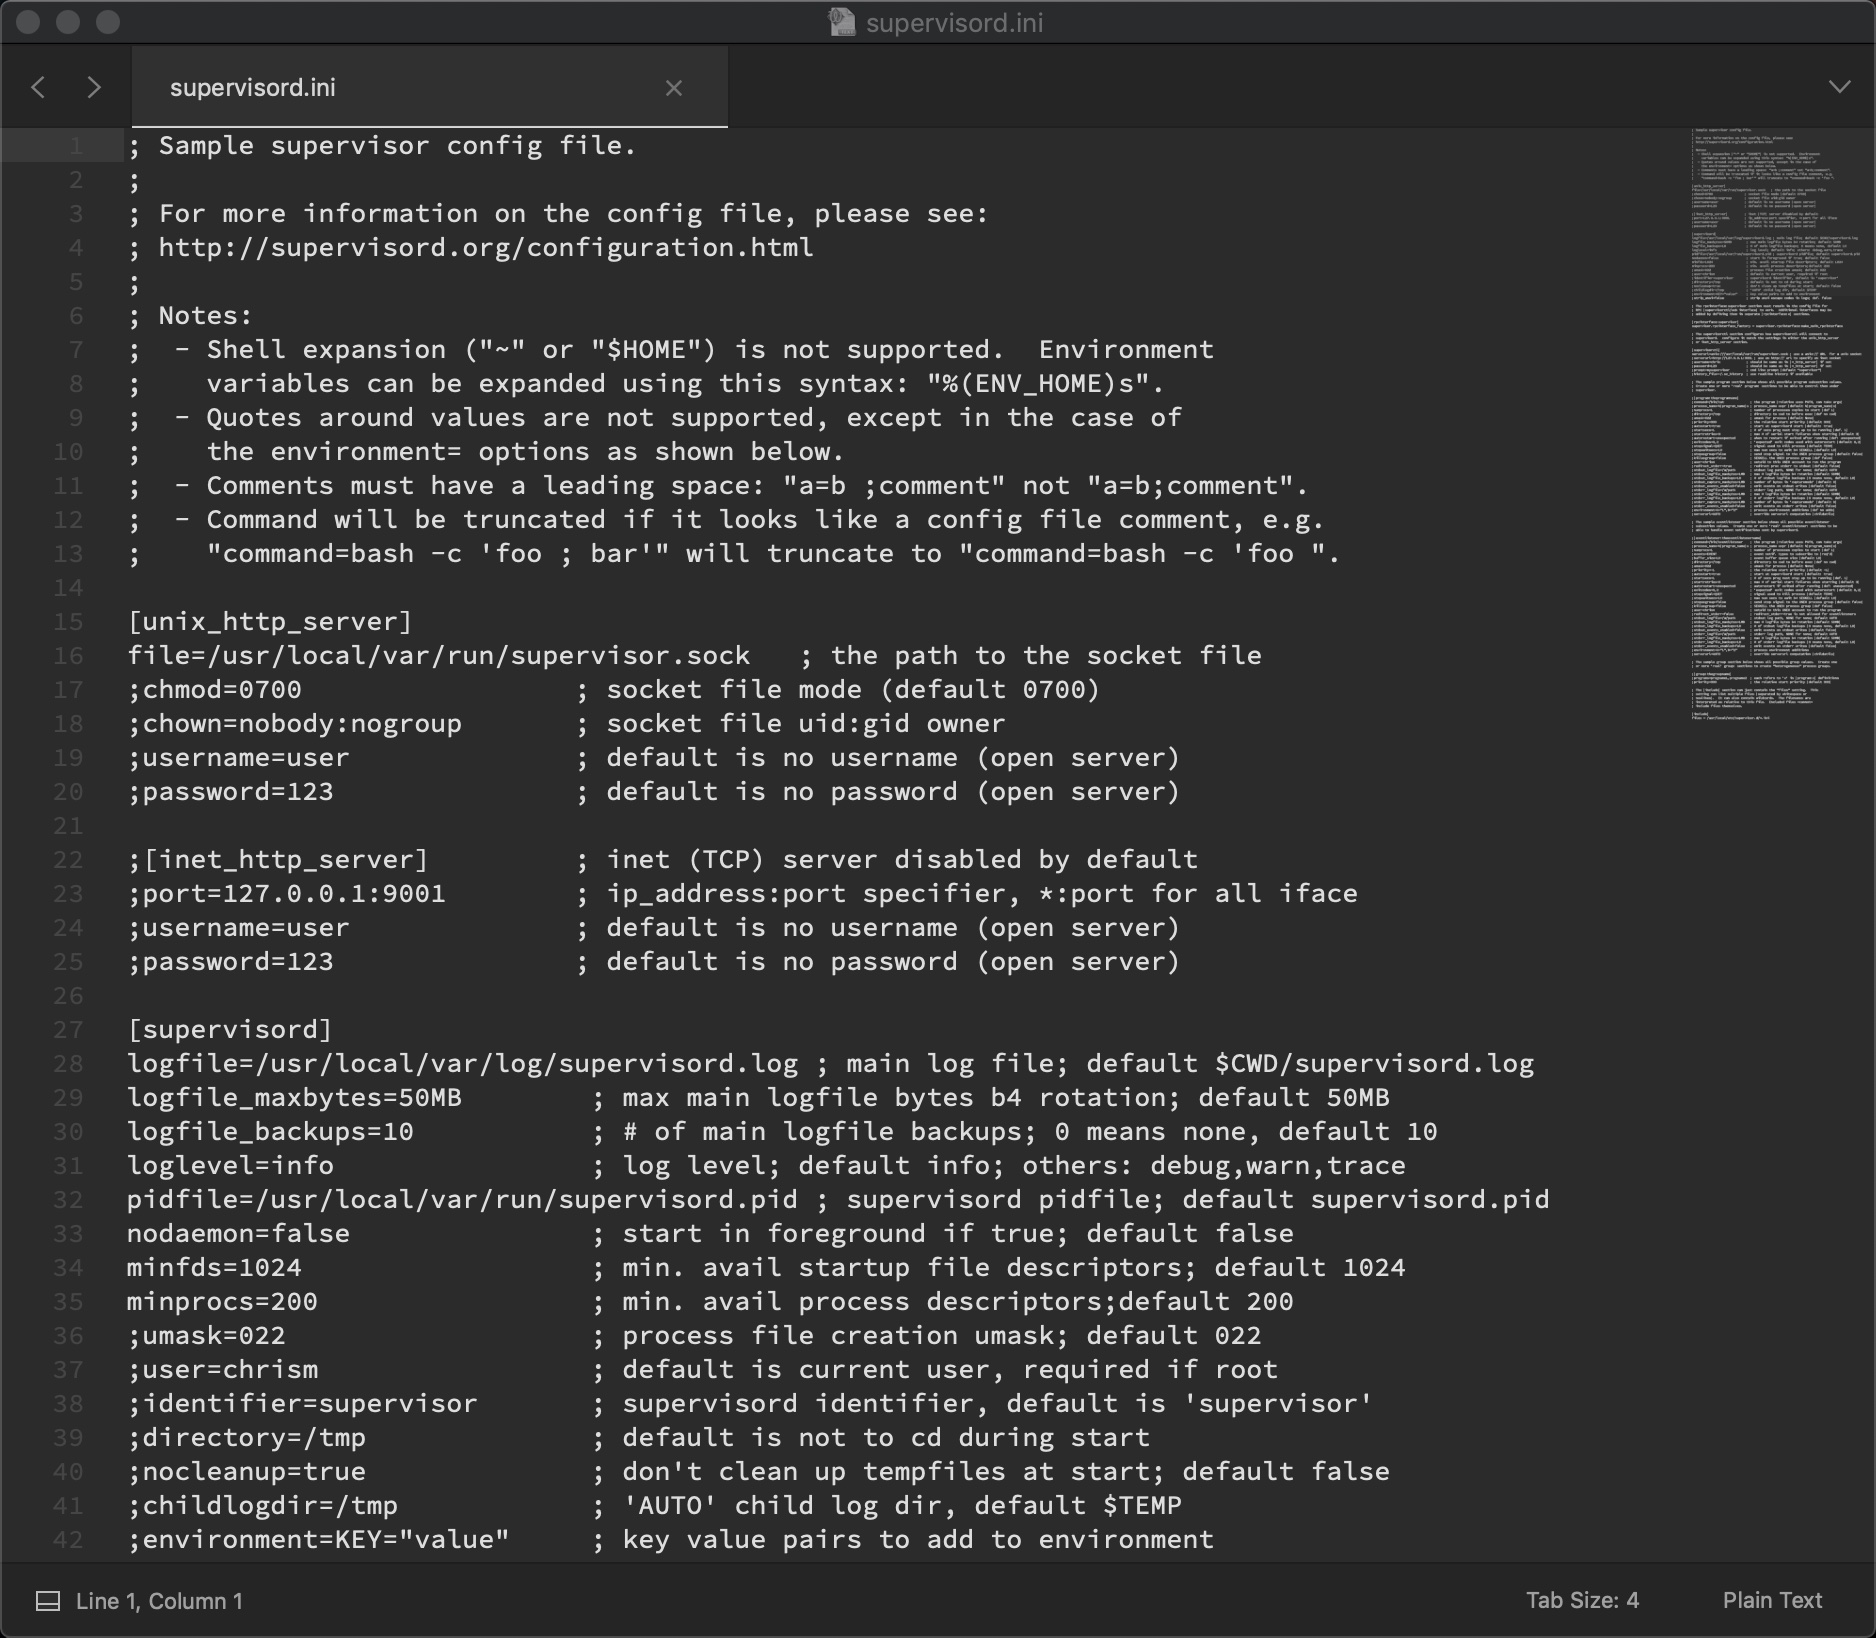 supervisord.ini
supervisord.ini
1 ; Sample supervisor config file.
2 ;
3 ; For more information on the config file, please see:
4 ; http://supervisord.org/configuration.html
5 ;
6 ; Notes:
7 ;  - Shell expansion ("~" or "$HOME") is not supported.  Environment
8 ;    variables can be expanded using this syntax: "%(ENV_HOME)s".
9 ;  - Quotes around values are not supported, except in the case of
10 ;    the environment= options as shown below.
11 ;  - Comments must have a leading space: "a=b ;comment" not "a=b;comment".
12 ;  - Command will be truncated if it looks like a config file comment, e.g.
13 ;    "command=bash -c 'foo ; bar'" will truncate to "command=bash -c 'foo ".
14
15 [unix_http_server]
16 file=/usr/local/var/run/supervisor.sock   ; the path to the socket file
17 ;chmod=0700                 ; socket file mode (default 0700)
18 ;chown=nobody:nogroup       ; socket file uid:gid owner
19 ;username=user              ; default is no username (open server)
20 ;password=123               ; default is no password (open server)
21
22 ;[inet_http_server]         ; inet (TCP) server disabled by default
23 ;port=127.0.0.1:9001        ; ip_address:port specifier, *:port for all iface
24 ;username=user              ; default is no username (open server)
25 ;password=123               ; default is no password (open server)
26
27 [supervisord]
28 logfile=/usr/local/var/log/supervisord.log ; main log file; default $CWD/supervisord.log
29 logfile_maxbytes=50MB        ; max main logfile bytes b4 rotation; default 50MB
30 logfile_backups=10           ; # of main logfile backups; 0 means none, default 10
31 loglevel=info                ; log level; default info; others: debug,warn,trace
32 pidfile=/usr/local/var/run/supervisord.pid ; supervisord pidfile; default supervisord.pid
33 nodaemon=false               ; start in foreground if true; default false
34 minfds=1024                  ; min. avail startup file descriptors; default 1024
35 minprocs=200                 ; min. avail process descriptors;default 200
36 ;umask=022                   ; process file creation umask; default 022
37 ;user=chrism                 ; default is current user, required if root
38 ;identifier=supervisor       ; supervisord identifier, default is 'supervisor'
39 ;directory=/tmp              ; default is not to cd during start
40 ;nocleanup=true              ; don't clean up tempfiles at start; default false
41 ;childlogdir=/tmp            ; 'AUTO' child log dir, default $TEMP
42 ;environment=KEY="value"     ; key value pairs to add to environment
Line 1, Column 1
Tab Size: 4
Plain Text